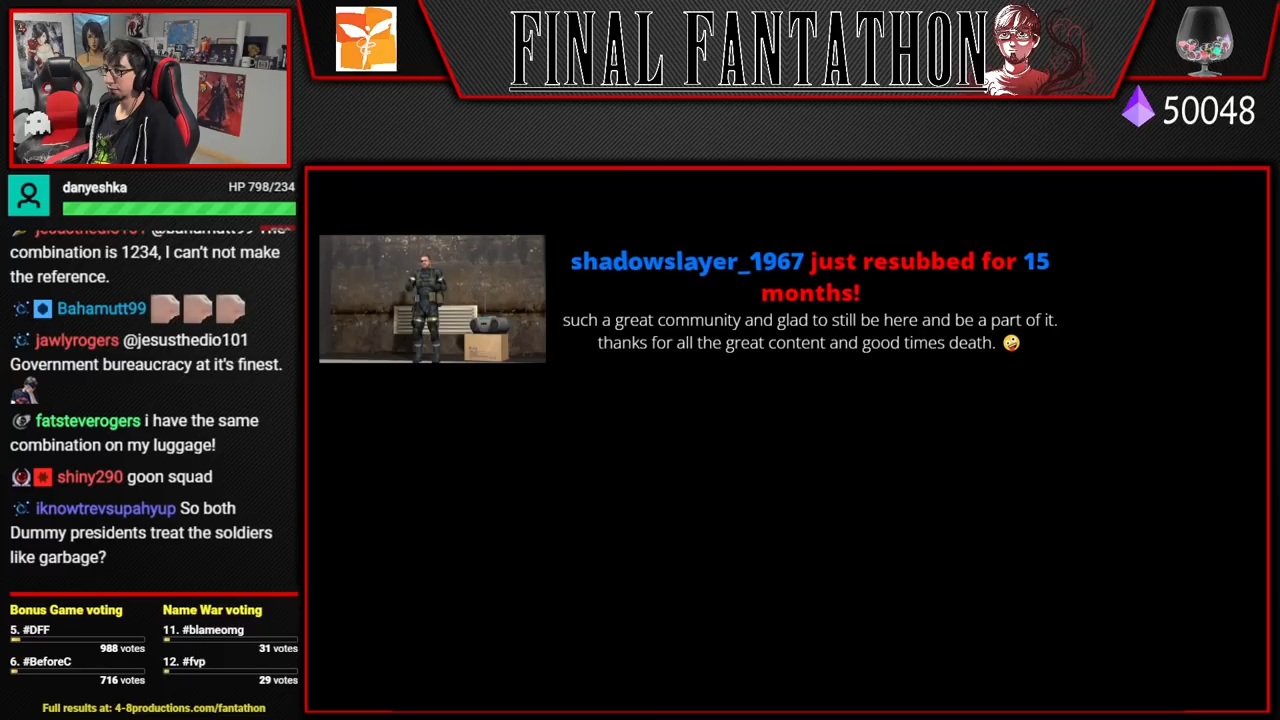 FINAL FANTATHON
50048
danyeshka HP 798/234
combination is 1234, I can't not make
the reference.
Bahamutt99
jawlyrogers @jesusthedio101
Government bureaucracy at it's finest.
fatsteverogers i have the same
combination on my luggage!
shiny290 goon squad
iknowtrevsupahyup So both
Dummy presidents treat the soldiers
like garbage?
shadowslayer_1967 just resubbed for 15
months!
such a great community and glad to still be here and be a part of it.
thanks for all the great content and good times death.
Bonus Game voting
5. #DFF
988 votes
6. #BeforeC
716 votes
Name War voting
11. #blameomg
31 votes
12. #fvp
29 votes
Full results at: 4-8productions.com/fantathon